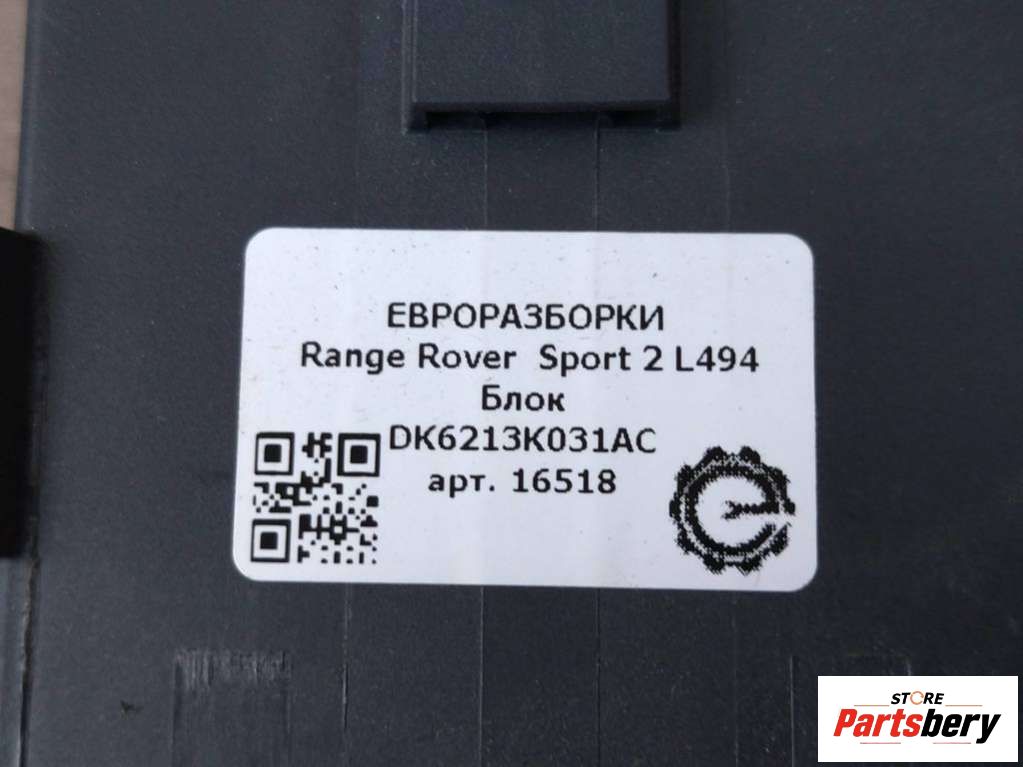 ЕВРОРАЗБОРКИ
Range Rover Sport 2 L494
Блок
DK6213K031AC
арт. 16518
STORE
Partsbery